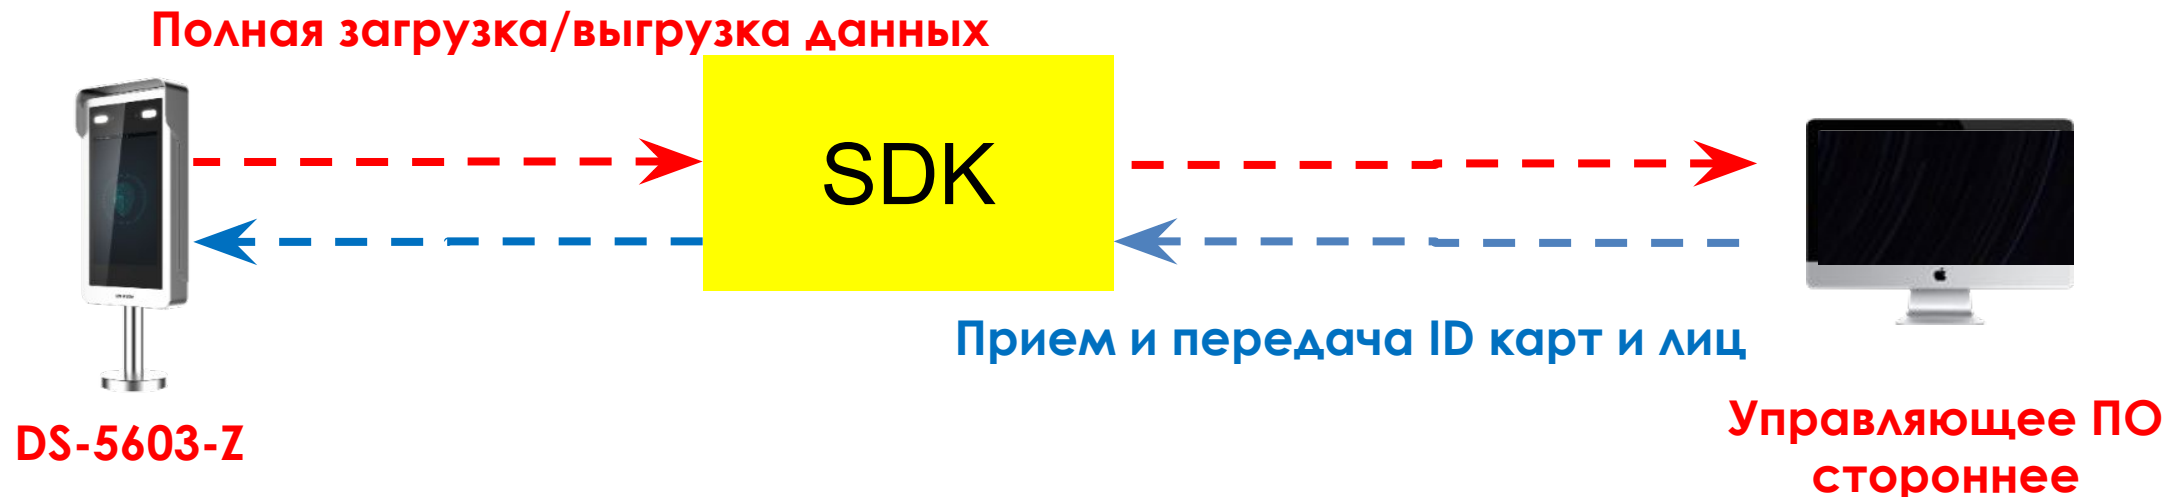 Полная загрузка/выгрузка данных
SDK
Прием и передача ID карт и лиц
DS-5603-Z
Управляющее ПО
стороннее